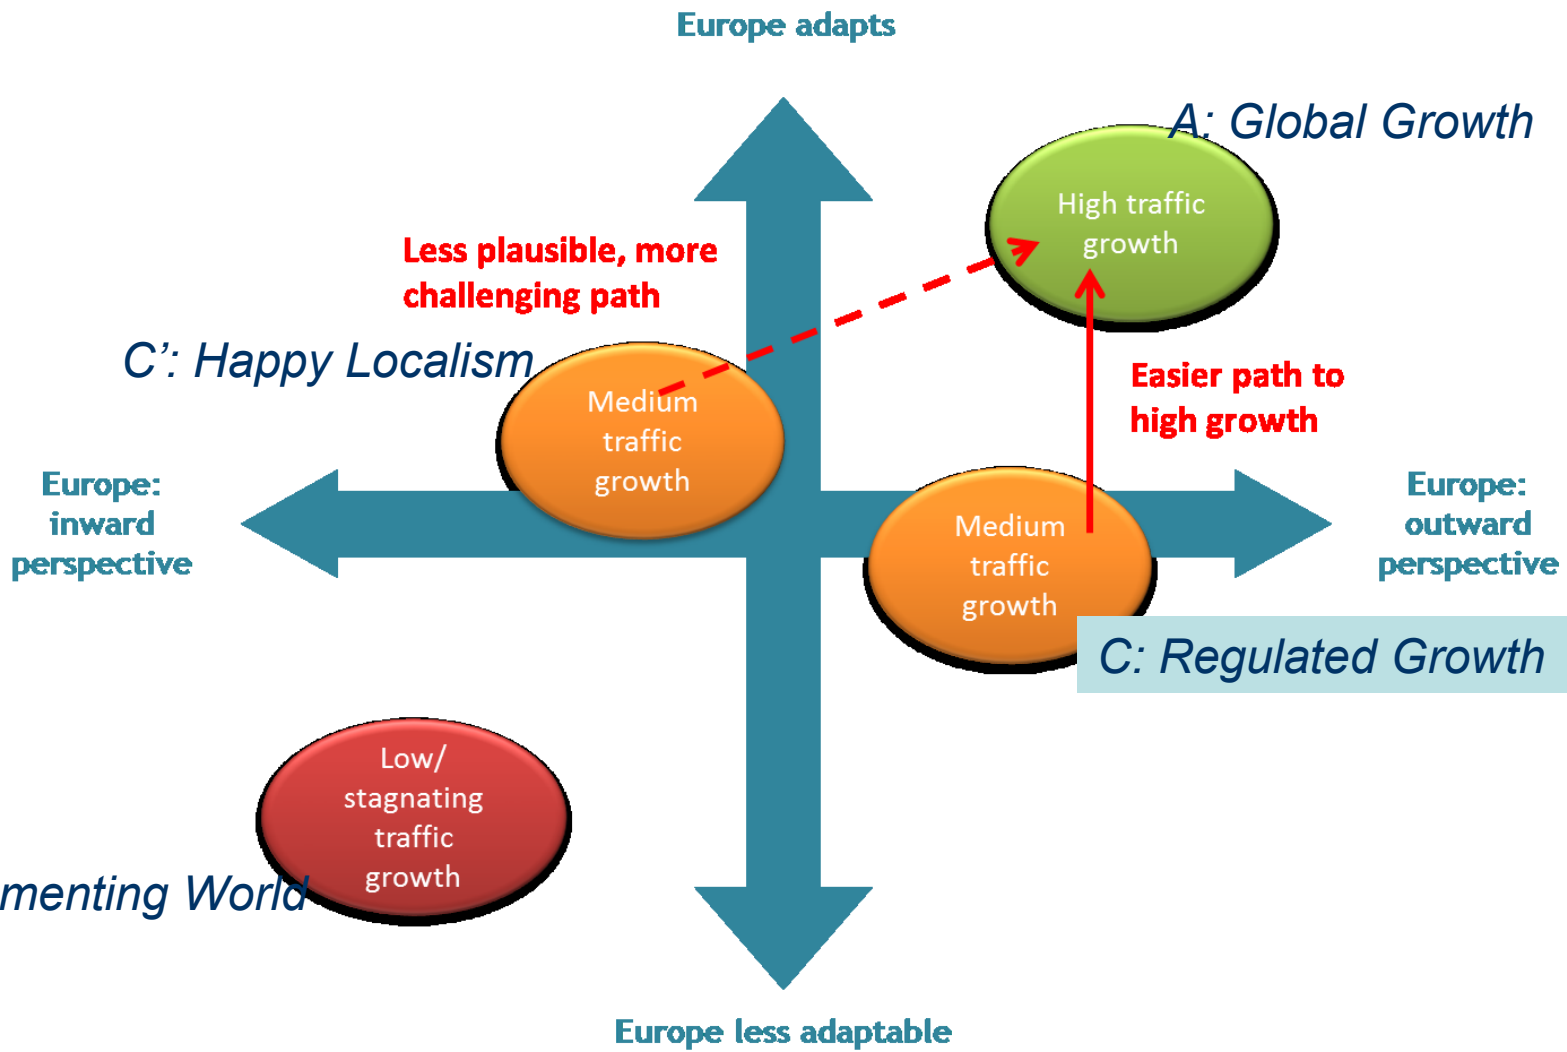 Europe adapts
A: Global Growth
High traffic
growth
Less plausible, more
challenging path
C’: Happy Localism
Medium
traffic
growth
Easier path to
high growth
Europe:
inward
perspective
Europe:
outward
perspective
Medium
traffic
growth
C: Regulated Growth
Low/
stagnating
traffic
growth
menting World
Europe less adaptable